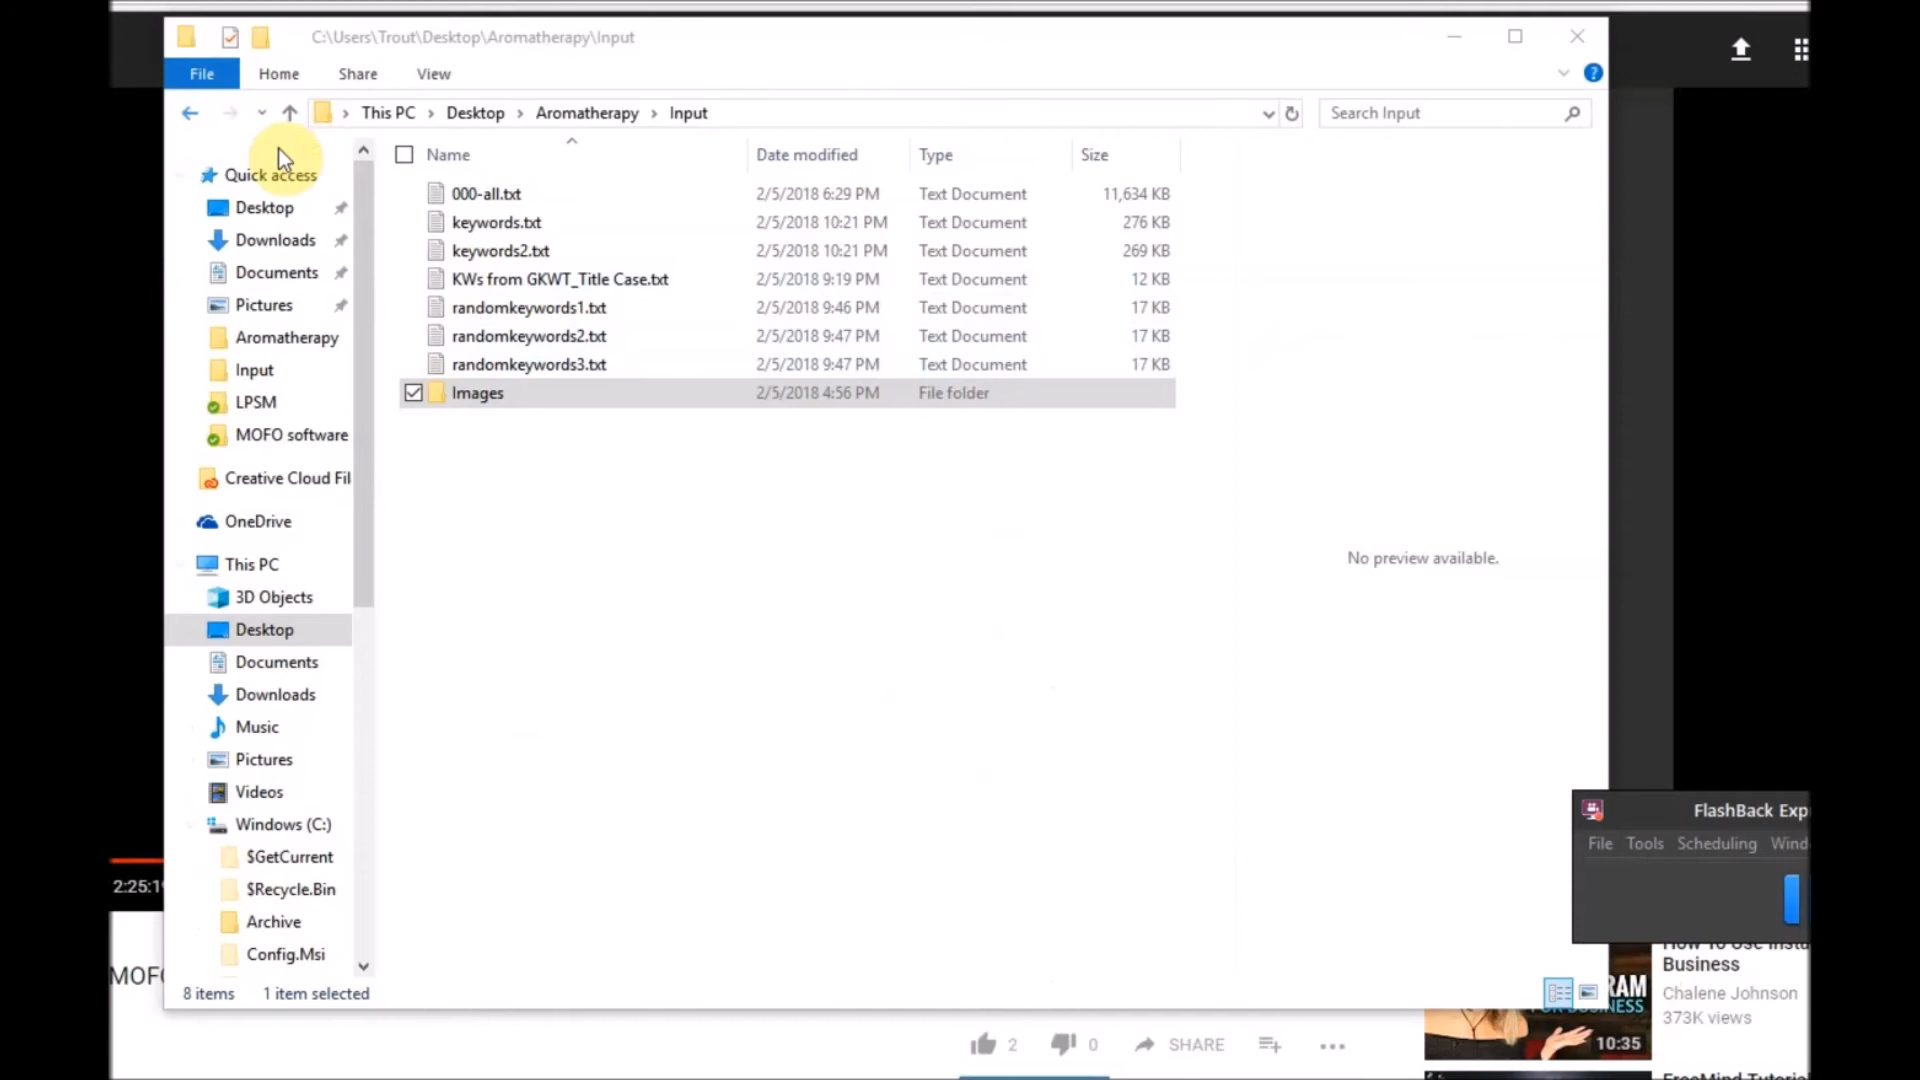 C:\Users\Trout\Desktop\Aromatherapy\Input
File Home Share View
This PC Desktop Aromatherapy Input Search Input
Name Date modified Type Size
000-all.txt 2/5/2018 6:29 PM Text Document 11,634 KB
keywords.txt 2/5/2018 10:21 PM Text Document 276 KB
keywords2.txt 2/5/2018 10:21 PM Text Document 269 KB
KWs from GKWT_Title Case.txt 2/5/2018 9:19 PM Text Document 12 KB
randomkeywords1.txt 2/5/2018 9:46 PM Text Document 17 KB
randomkeywords2.txt 2/5/2018 9:47 PM Text Document 17 KB
randomkeywords3.txt 2/5/2018 9:47 PM Text Document 17 KB
Images 2/5/2018 4:56 PM File folder
Quick access
Desktop
Downloads
Documents
Pictures
Aromatherapy
Input
LPSM
MOFO software
Creative Cloud Fil
OneDrive
This PC
3D Objects
Desktop
Documents
Downloads
Music
Pictures
Videos
Windows (C:)
$GetCurrent
$Recycle.Bin
Archive
Config.Msi
No preview available.
8 items 1 item selected
FlashBack Exp
File Tools Scheduling Wind
2:25:1
MOF
2 0 SHARE
Business
Chalene Johnson
373K views
10:35